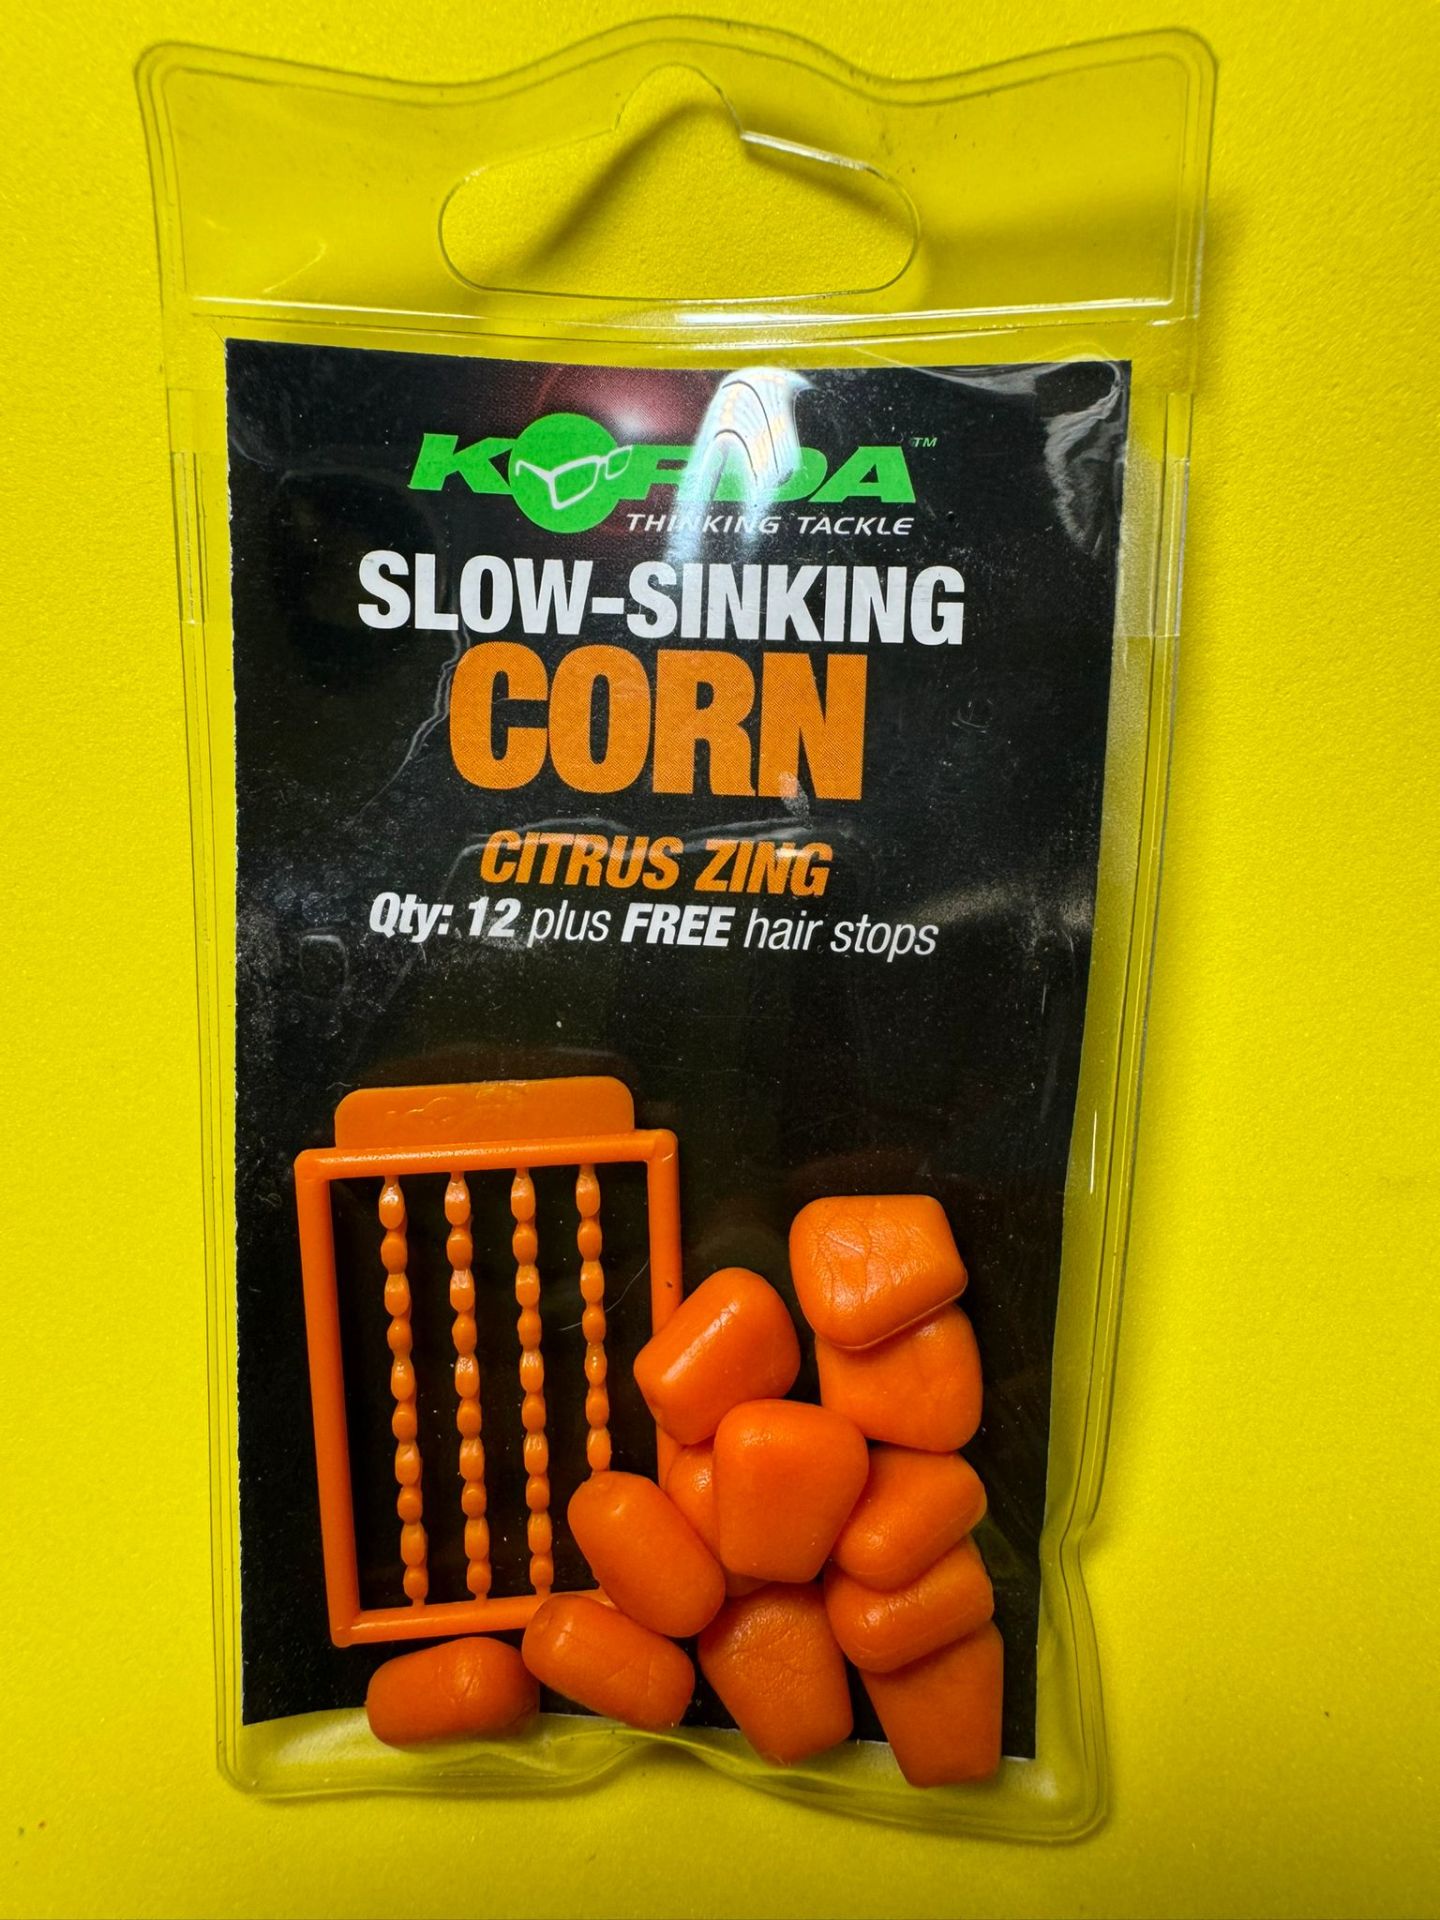 KORDA™
THINKING TACKLE
SLOW-SINKING
CORN
CITRUS ZING
Qty: 12 plus FREE hair stops